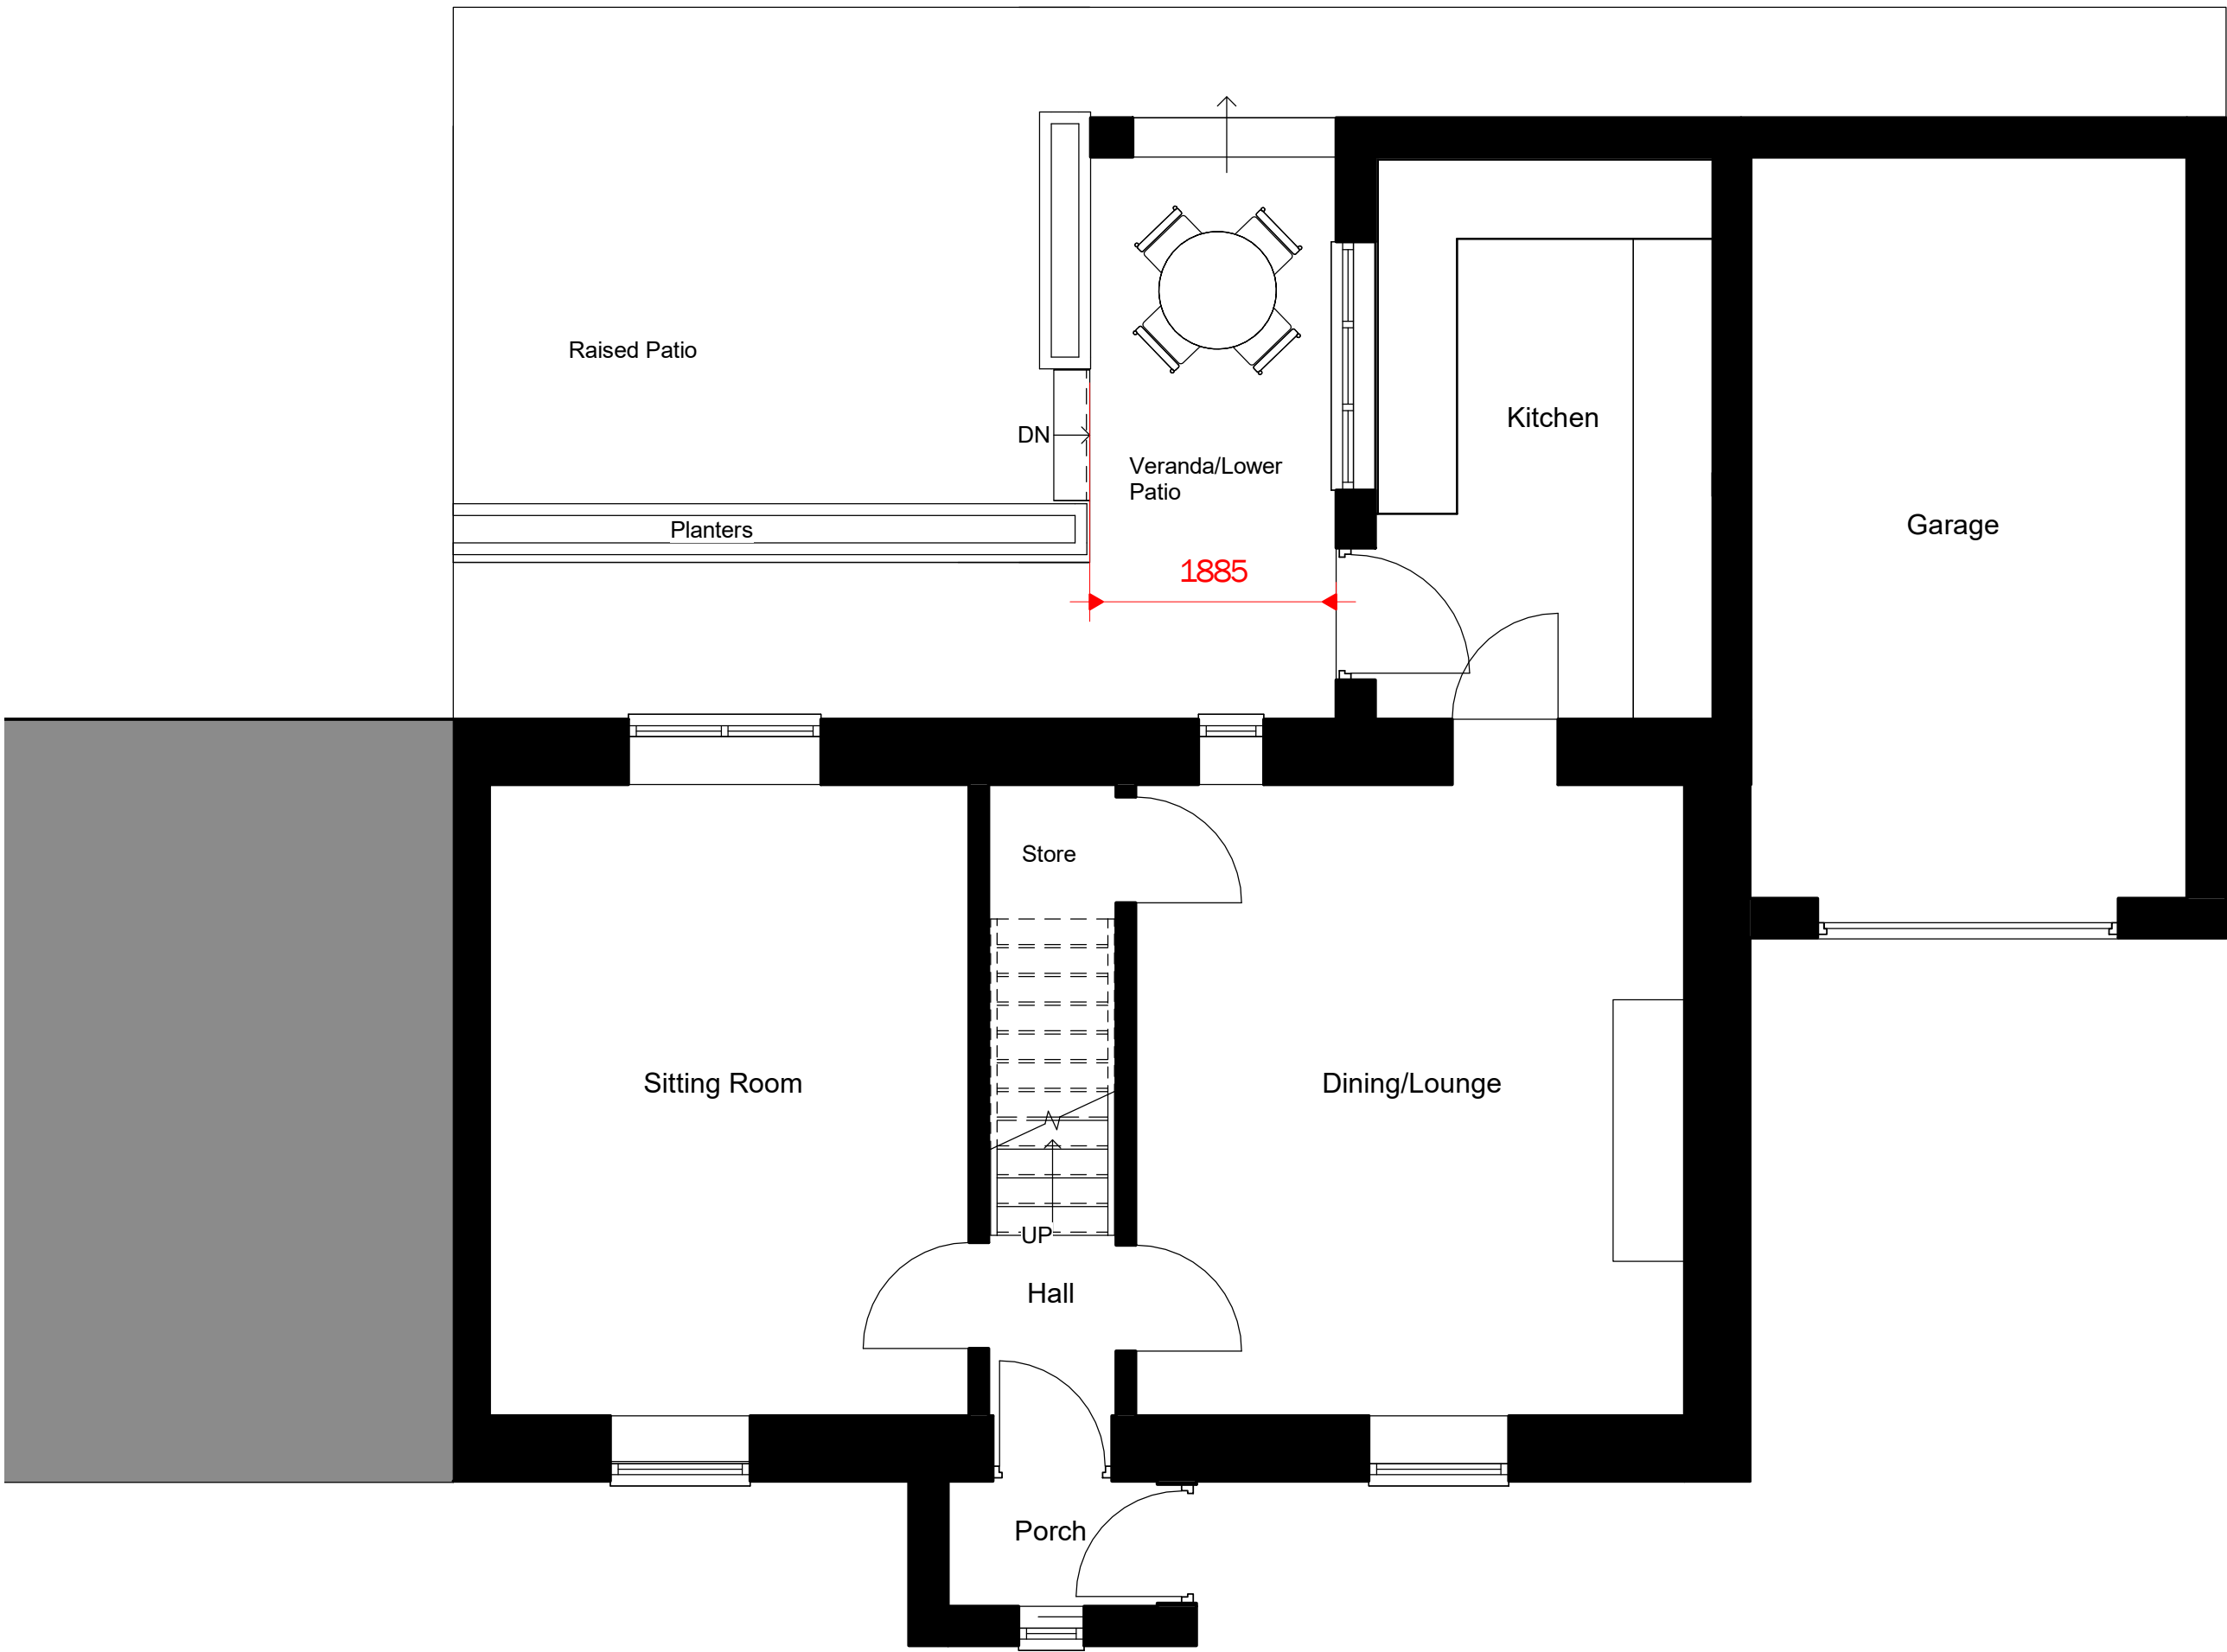 Raised Patio
Kitchen
DN
Veranda/Lower
Patio
Planters
Garage
1885
Store
Sitting Room
Dining/Lounge
UP
Hall
Porch